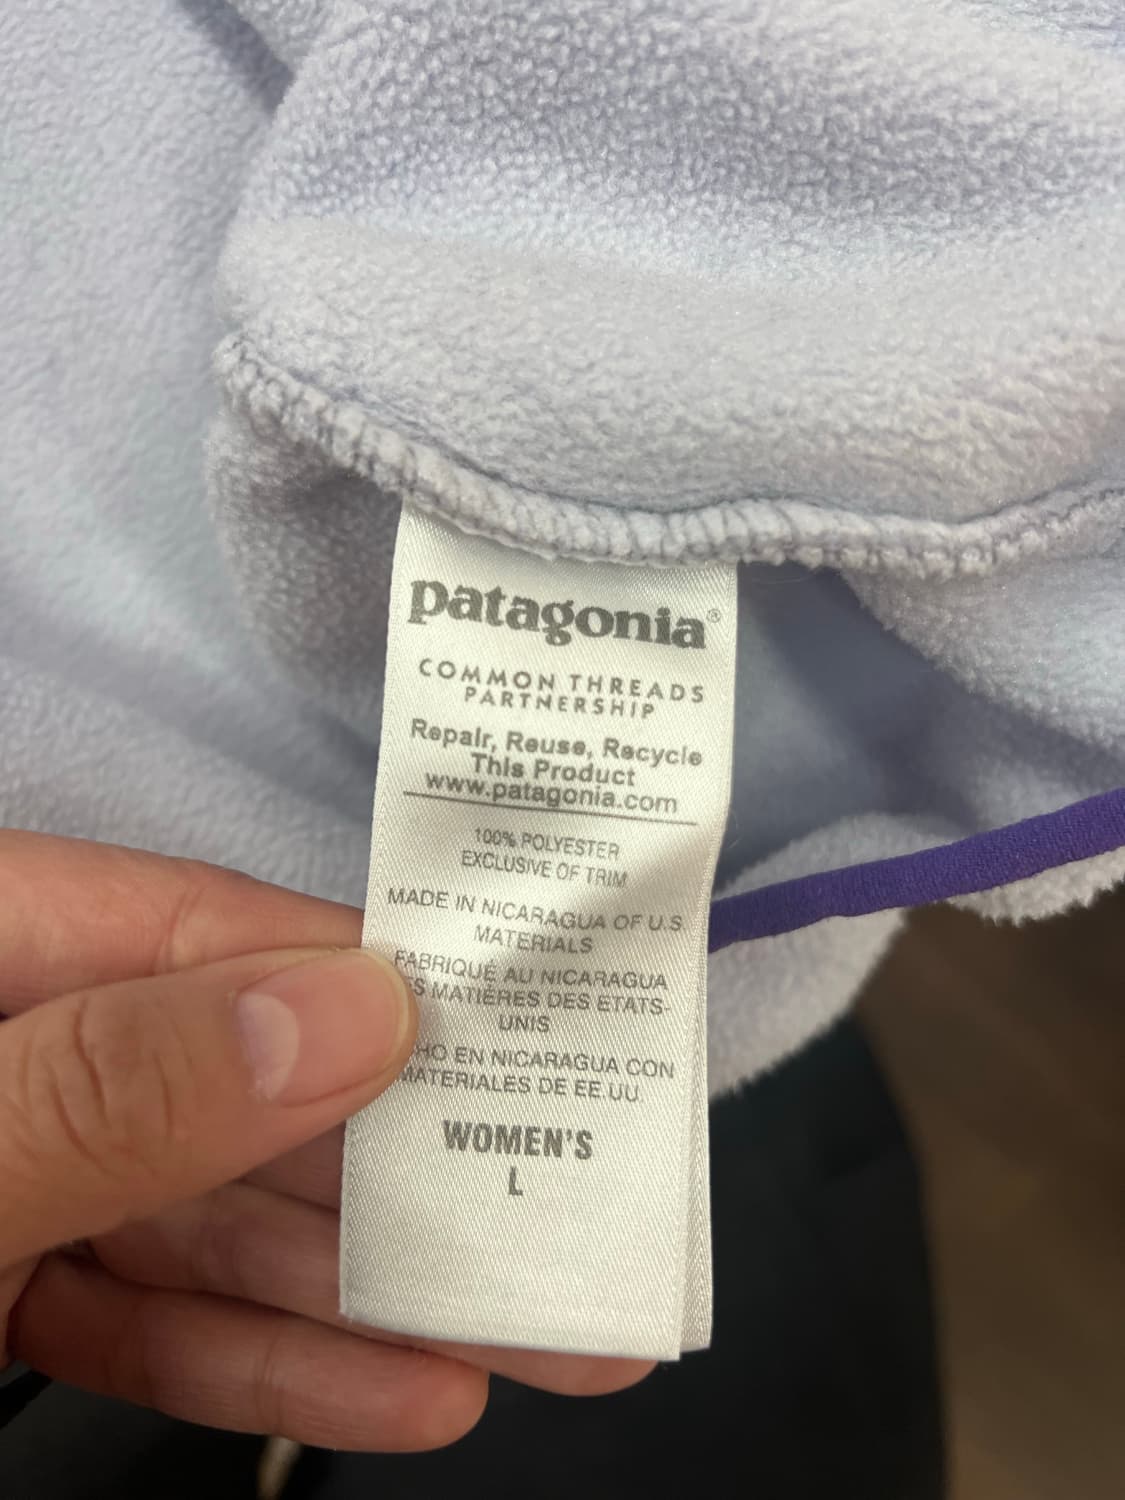 patagonia®
COMMON THREADS
PARTNERSHIP
Repair, Reuse, Recycle
This Product
www.patagonia.com
100% POLYESTER
EXCLUSIVE OF TRIM
MADE IN NICARAGUA OF U.S.
MATERIALS
FABRIQUÉ AU NICARAGUA
MATIÈRES DES ETATS-
UNIS
EN NICARAGUA CON
MATERIALES DE EE.UU.
WOMEN'S
L